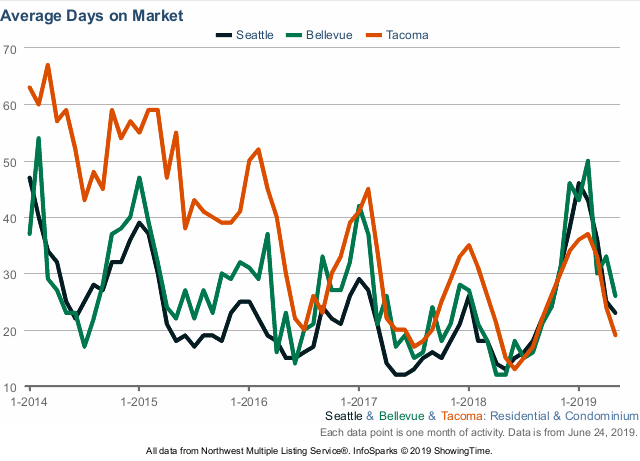 Average Days on Market
Seattle Bellevue Tacoma
70
60
50
40
30
20
10
1-2014 1-2015 1-2016 1-2017 1-2018 1-2019
Seattle & Bellevue & Tacoma: Residential & Condominium
Each data point is one month of activity. Data is from June 24, 2019.
All data from Northwest Multiple Listing Service®. InfoSparks © 2019 ShowingTime.